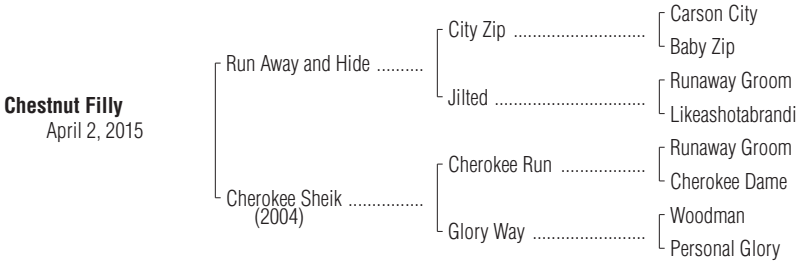 Carson City
City Zip ..........................
Baby Zip
Run Away and Hide ..........
Runaway Groom
Jilted ..............................
Likeashotabrandi
Chestnut Filly
April 2, 2015
Runaway Groom
Cherokee Run .................
Cherokee Dame
Cherokee Sheik ................
(2004)
Woodman
Glory Way .......................
Personal Glory